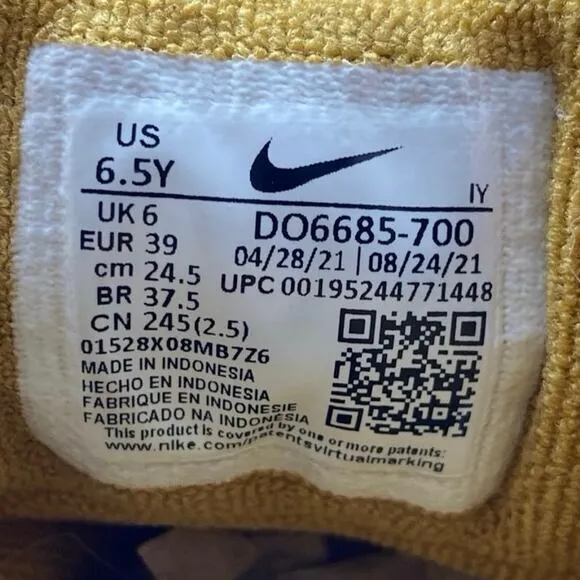 US
6.5Y
IY
UK 6
EUR 39
cm 24.5
BR 37.5
CN 245(2.5)
DO6685-700
04/28/21 | 08/24/21
UPC 00195244771448
01528X08MB7Z6
MADE IN INDONESIA
HECHO EN INDONESIA
FABRIQUE EN INDONESIE
FABRICADO NA INDONÉSIA
This product is covered by one or more patents:
www.nike.com/patentsvirtualmarking